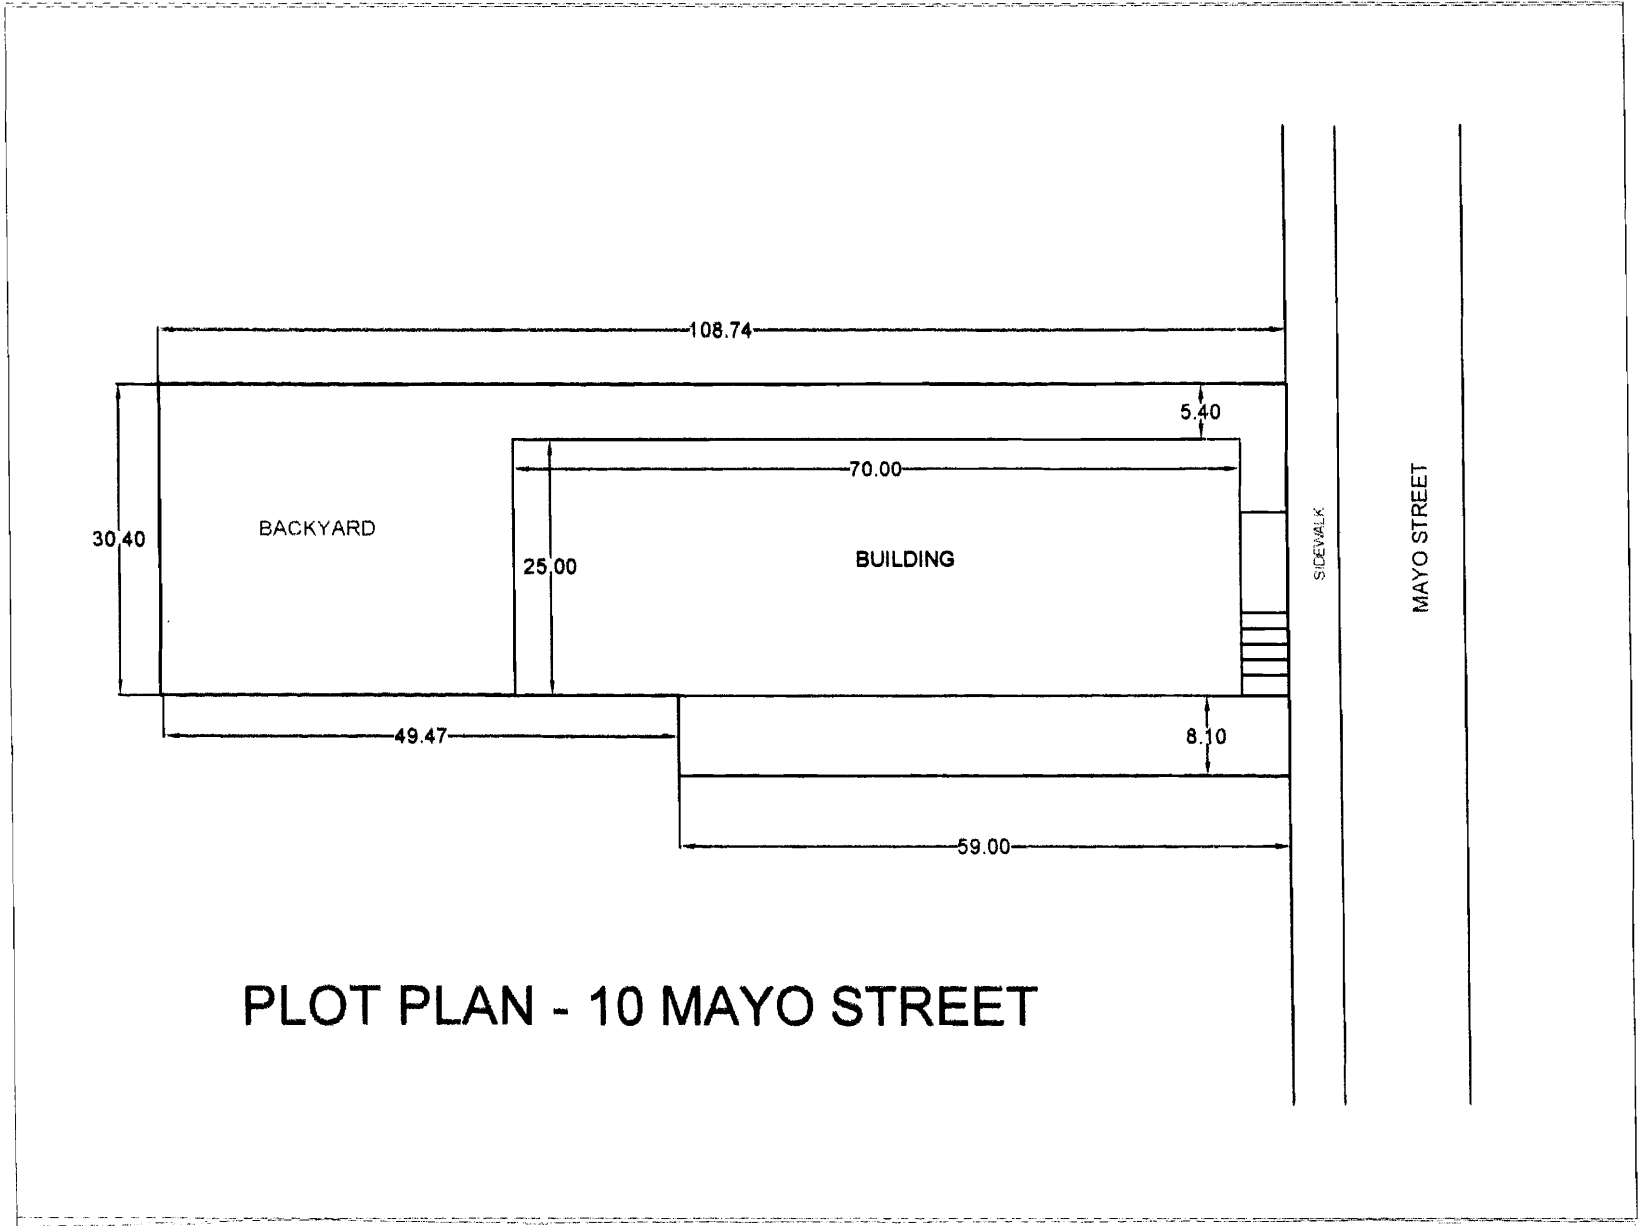 108.74
5.40
70.00
30.40
BACKYARD
25.00
BUILDING
SIDEWALK
MAYO STREET
49.47
8.10
59.00
PLOT PLAN - 10 MAYO STREET